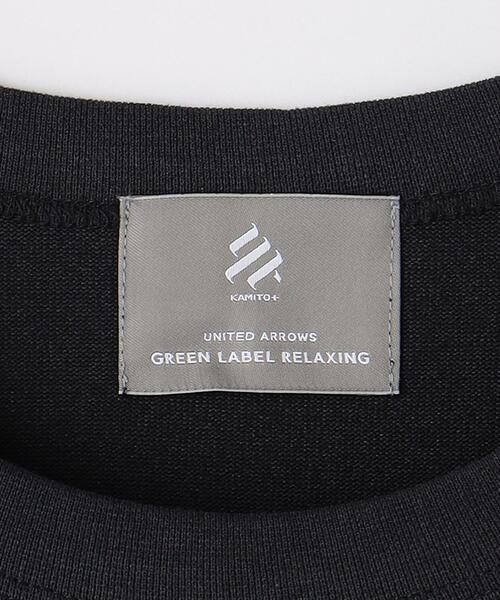 KAMITO+
UNITED ARROWS
GREEN LABEL RELAXING